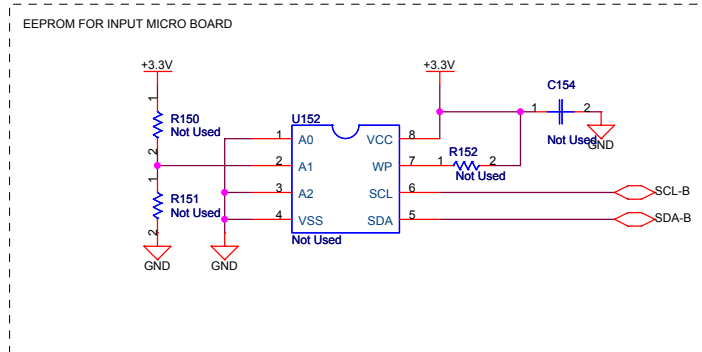 EEPROM FOR INPUT MICRO BOARD
+3.3V
+3.3V
C154
1
2
Not Used
GND
1
R150
Not Used
2
U152
1
A0
VCC
8
2
A1
WP
7
1
R152
2
Not Used
3
A2
SCL
6
SCL-B
4
VSS
SDA
5
SDA-B
Not Used
1
R151
Not Used
2
GND
GND